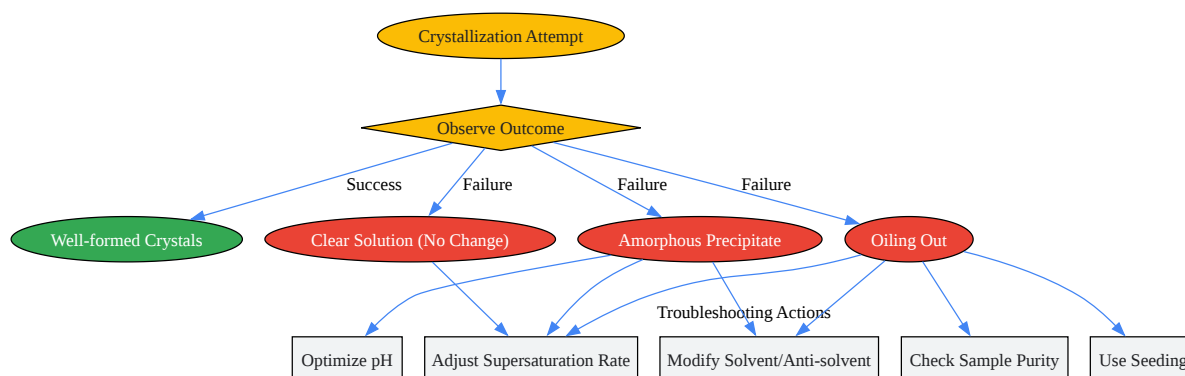 Crystallization Attempt
Observe Outcome
Success
Failure
Failure
Failure
Well-formed Crystals
Clear Solution (No Change)
Amorphous Precipitate
Oiling Out
Troubleshooting Actions
Optimize pH
Adjust Supersaturation Rate
Modify Solvent/Anti-solvent
Check Sample Purity
Use Seeding